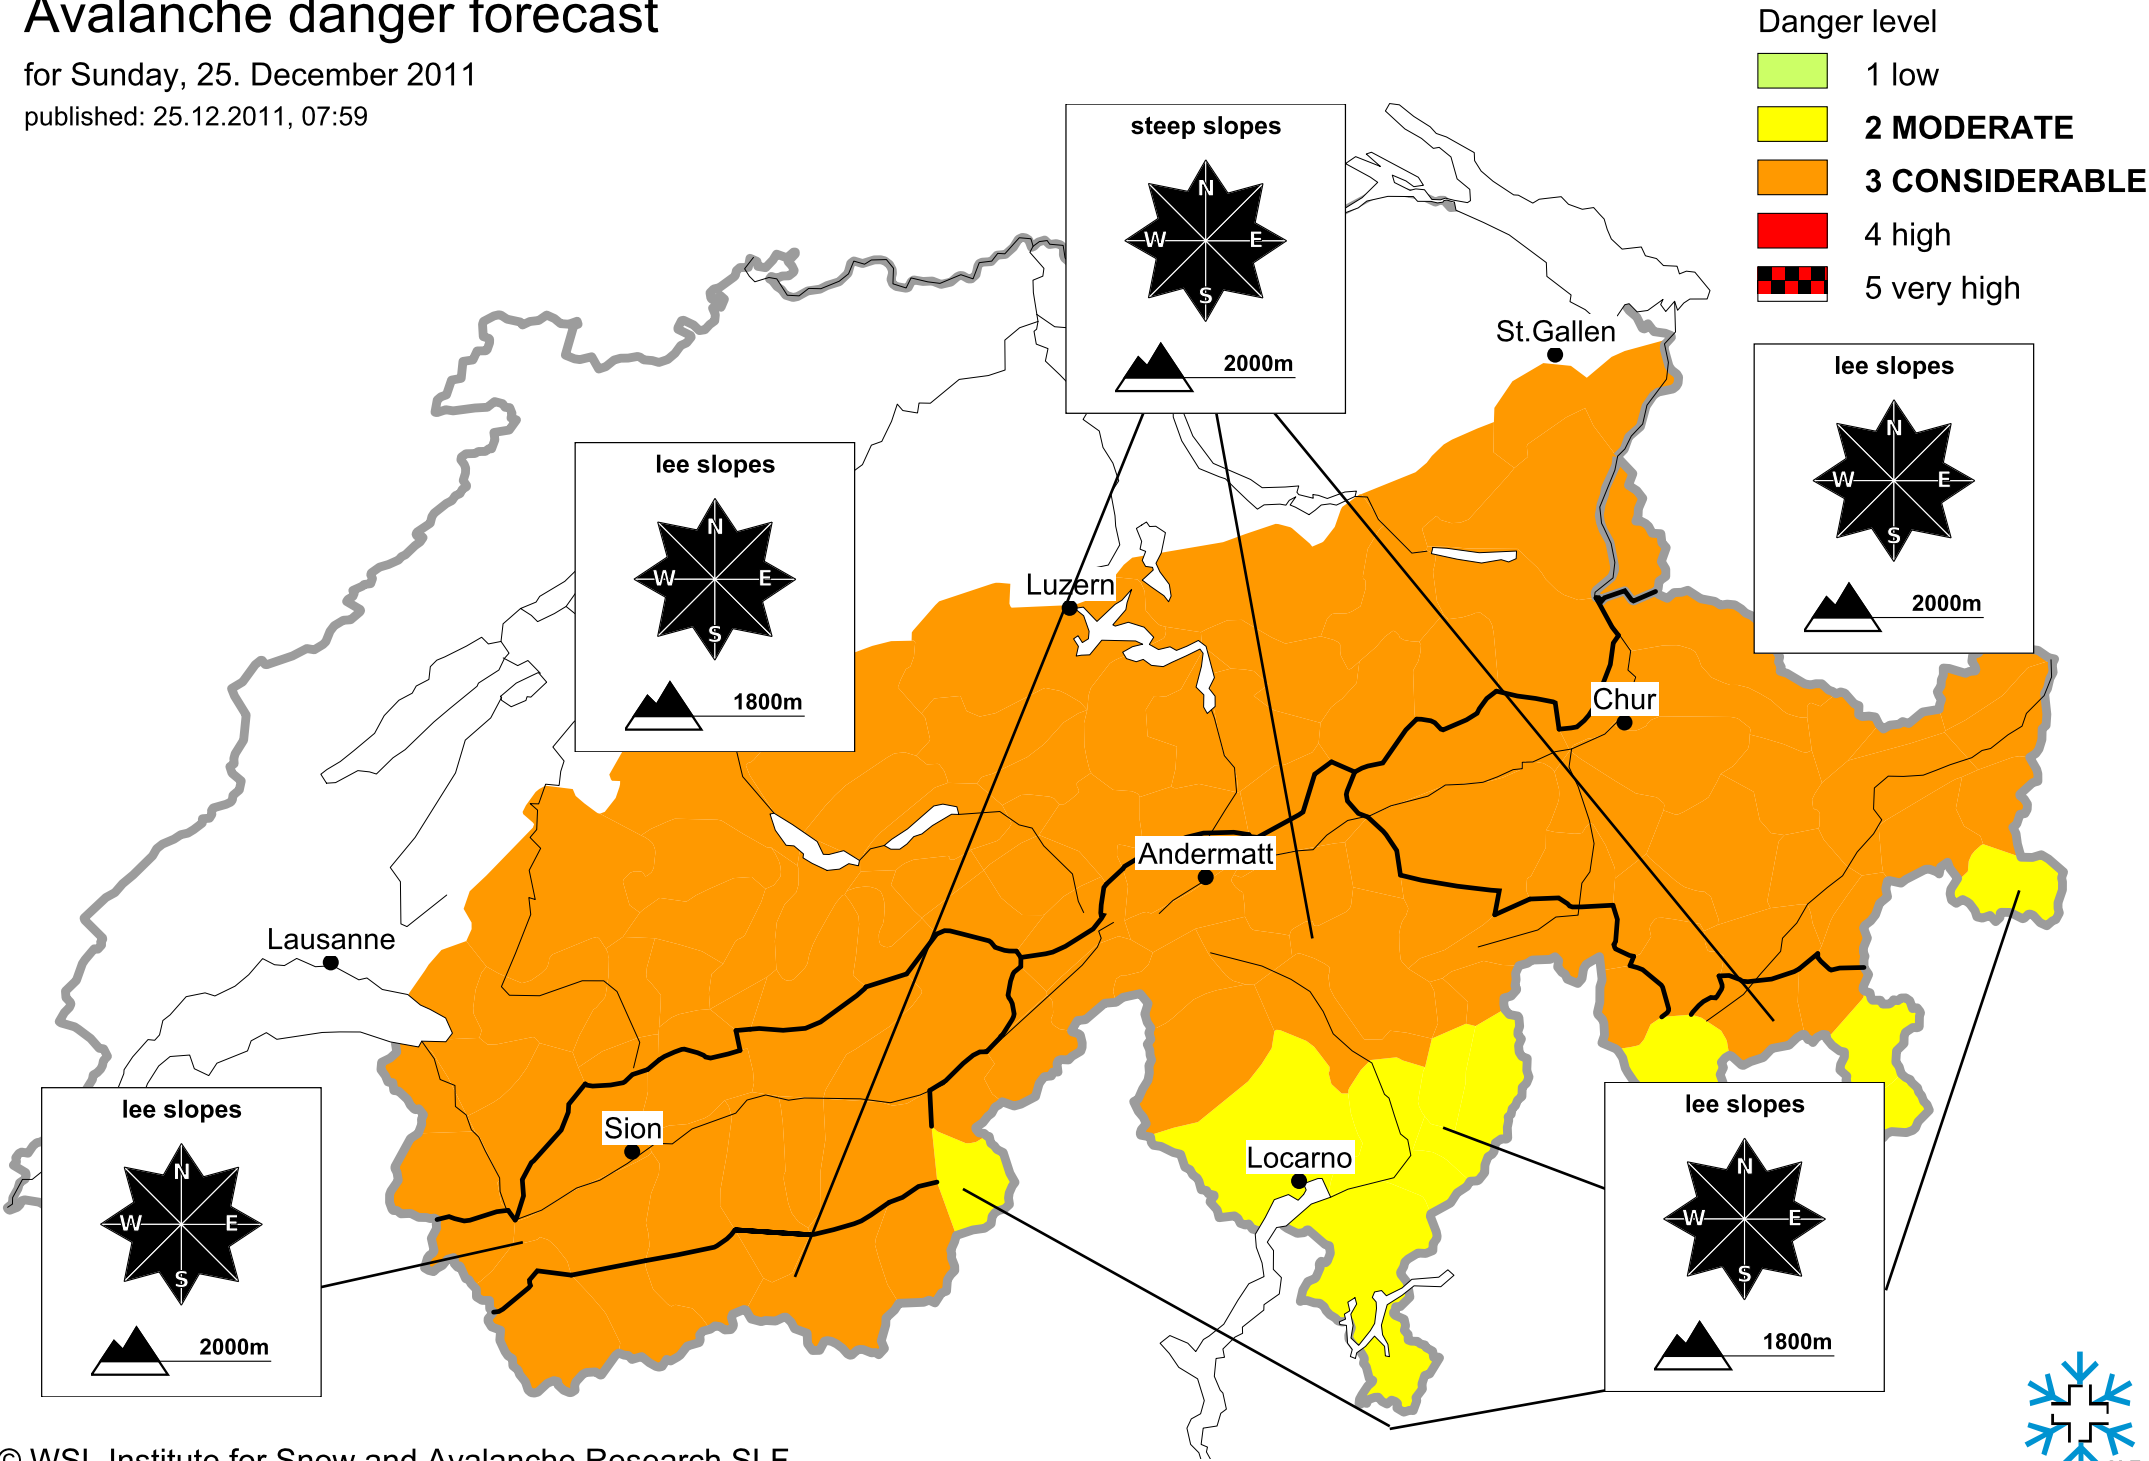 Avalanche danger forecast
for Sunday, 25. December 2011
published: 25.12.2011, 07:59
Danger level
1 low
2 MODERATE
3 CONSIDERABLE
4 high
5 very high
steep slopes
N
W E
S
2000m
St.Gallen
lee slopes
N
W E
S
2000m
lee slopes
N
W E
S
1800m
Luzern
Chur
Andermatt
Lausanne
Sion
Locarno
lee slopes
N
W E
S
2000m
lee slopes
N
W E
S
1800m
© WSL Institute for Snow and Avalanche Research SLF